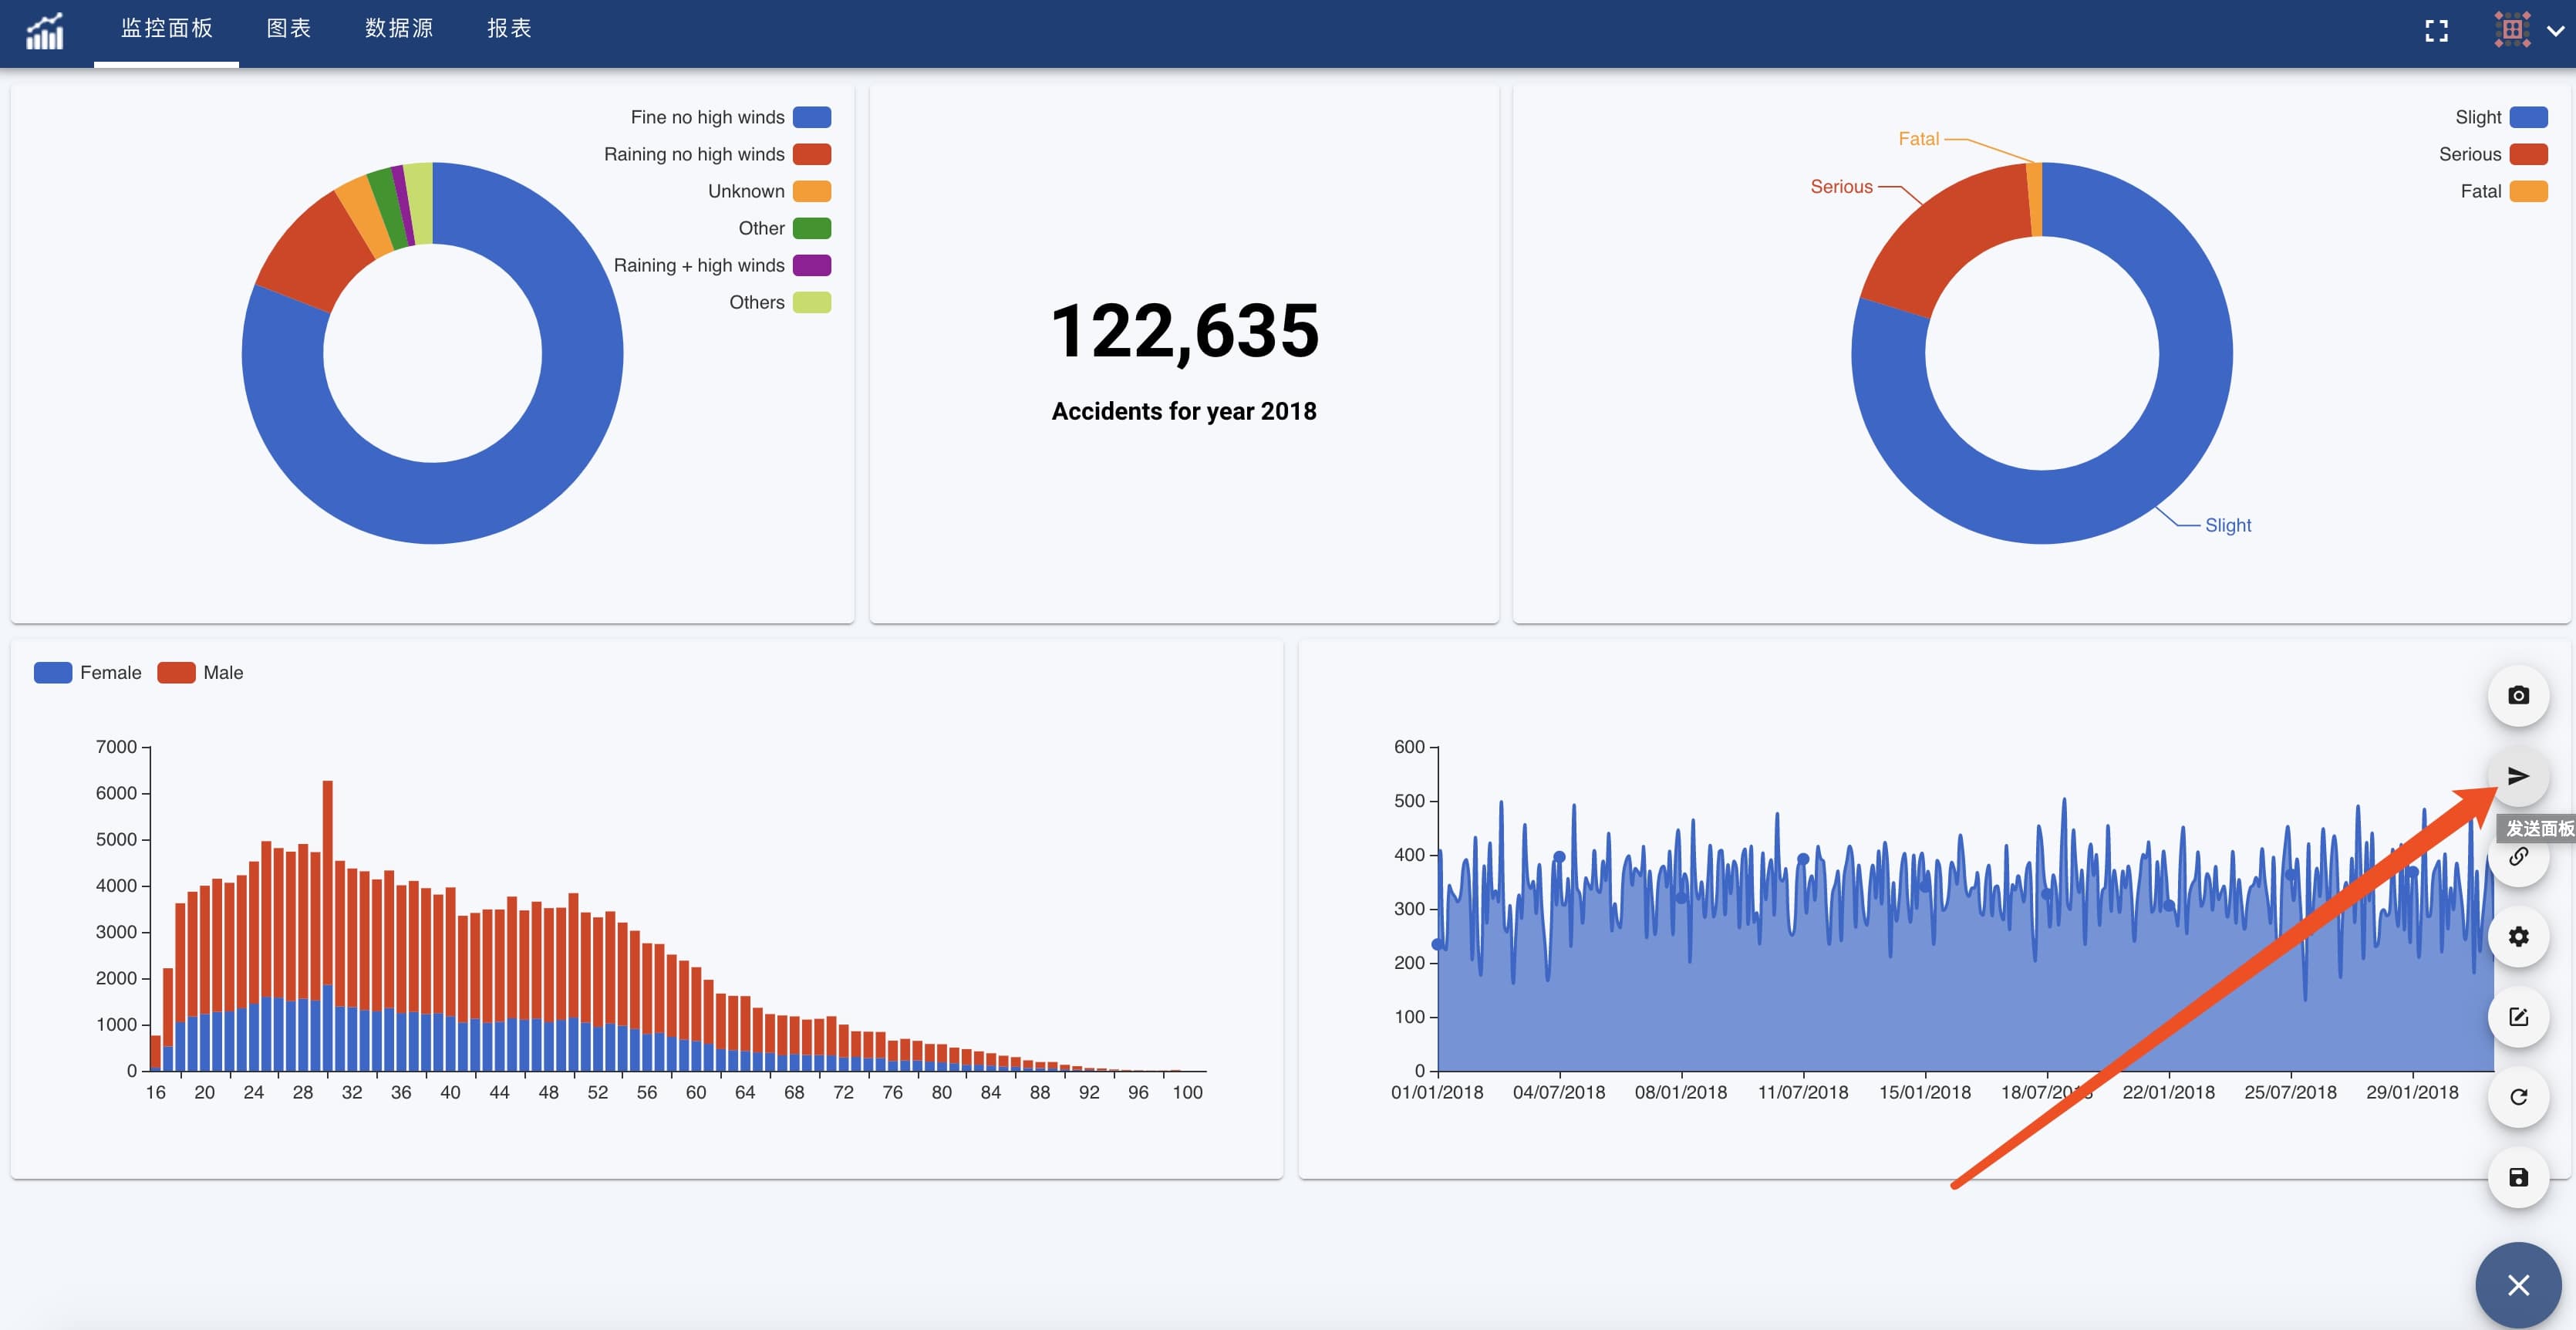 监控面板 图表 数据源 报表
Fine no high winds
Raining no high winds
Unknown
Other
Raining + high winds
Others
122,635
Accidents for year 2018
Slight
Serious
Fatal
Fatal
Serious
Slight
Female Male
7000
6000
5000
4000
3000
2000
1000
0
16 20 24 28 32 36 40 44 48 52 56 60 64 68 72 76 80 84 88 92 96 100
600
500
400
300
200
100
0
01/01/2018 04/07/2018 08/01/2018 11/07/2018 15/01/2018 18/07/2018 22/01/2018 25/07/2018 29/01/2018
发送面板